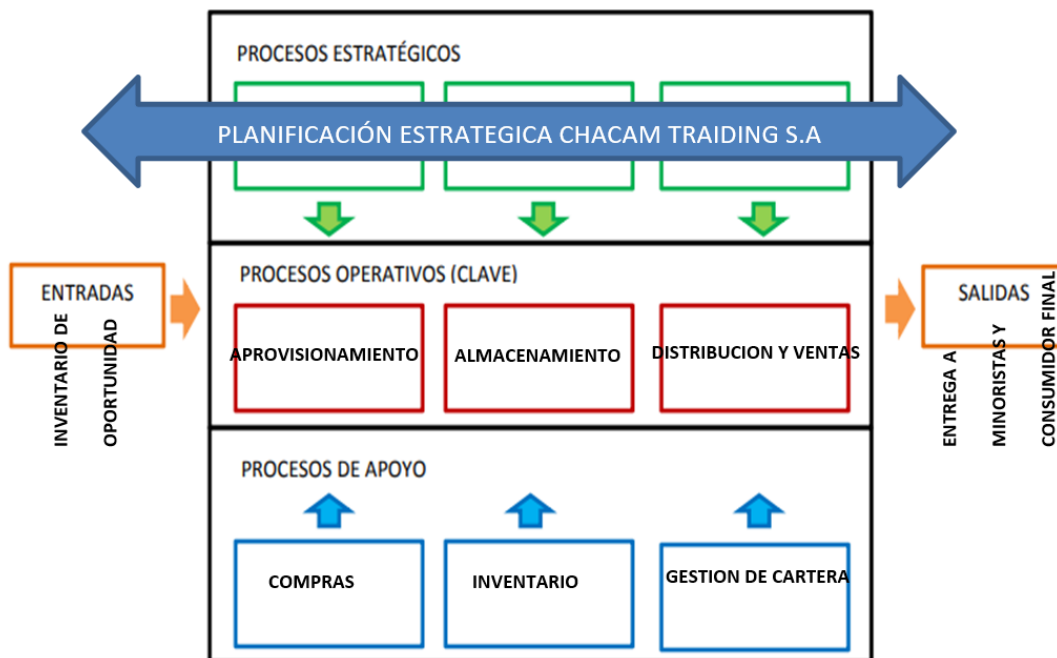 PROCESOS ESTRATÉGICOS
PLANIFICACIÓN ESTRATEGICA CHACAM TRAIDING S.A
PROCESOS OPERATIVOS (CLAVE)
ENTRADAS
INVENTARIO DE
OPORTUNIDAD
APROVISIONAMIENTO
ALMACENAMIENTO
DISTRIBUCION Y VENTAS
SALIDAS
ENTREGA A
MINORISTAS Y
CONSUMIDOR FINAL
PROCESOS DE APOYO
COMPRAS
INVENTARIO
GESTION DE CARTERA